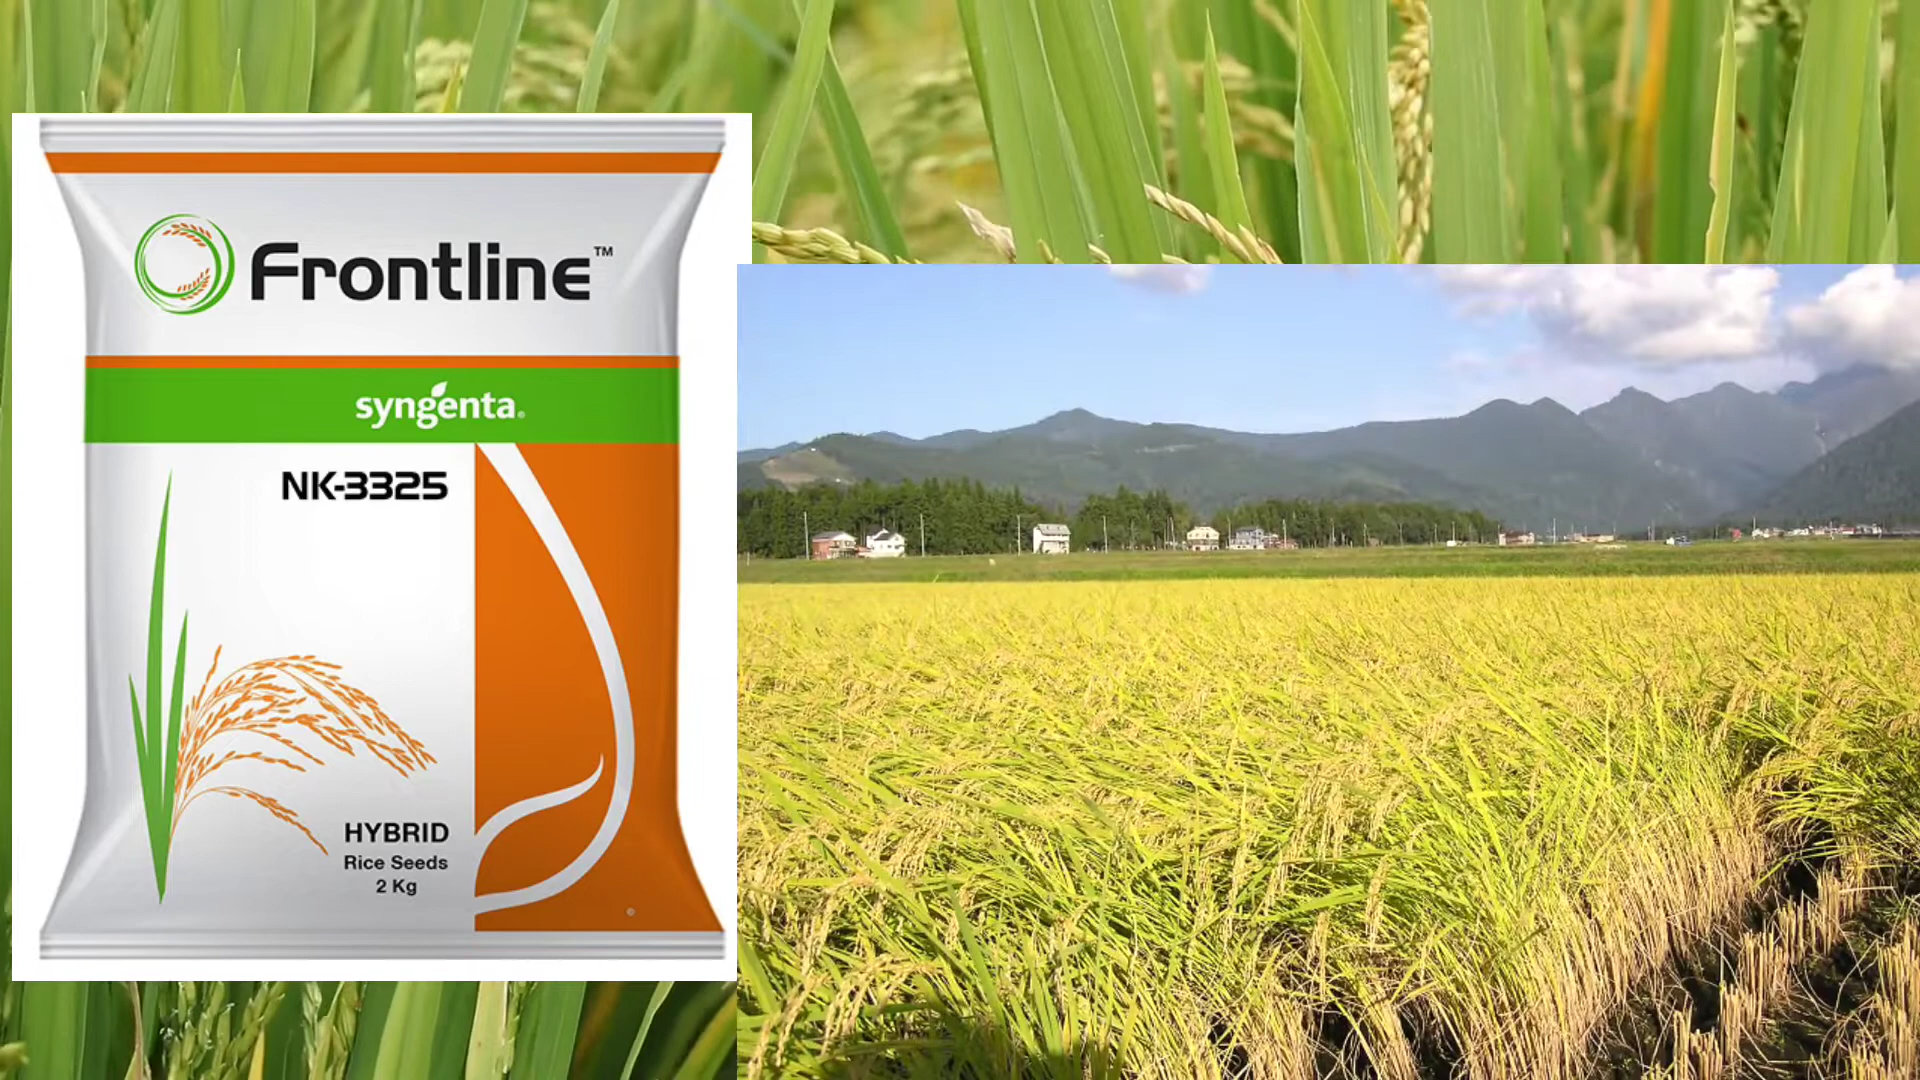 Frontline™
syngenta®
NK-3325
HYBRID
Rice Seeds
2 Kg